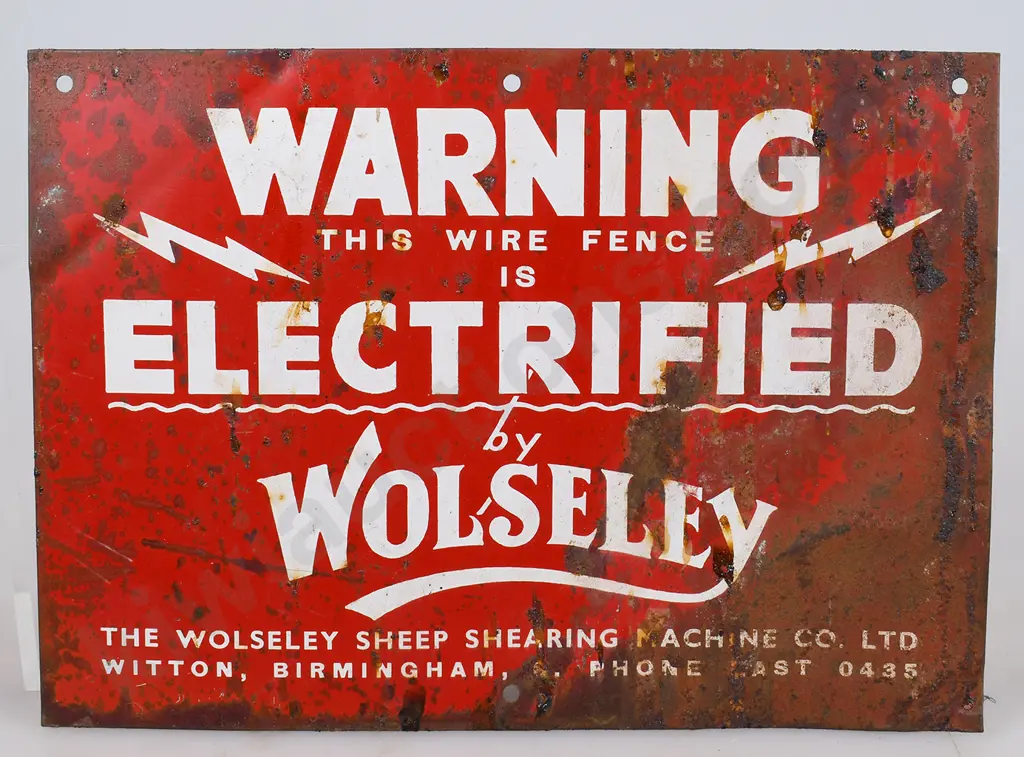 WARNING
THIS WIRE FENCE
IS
ELECTRIFIED
by
WOLSELEY
THE WOLSELEY SHEEP SHEARING MACHINE CO. LTD
WITTON, BIRMINGHAM, PHONE EAST 0435